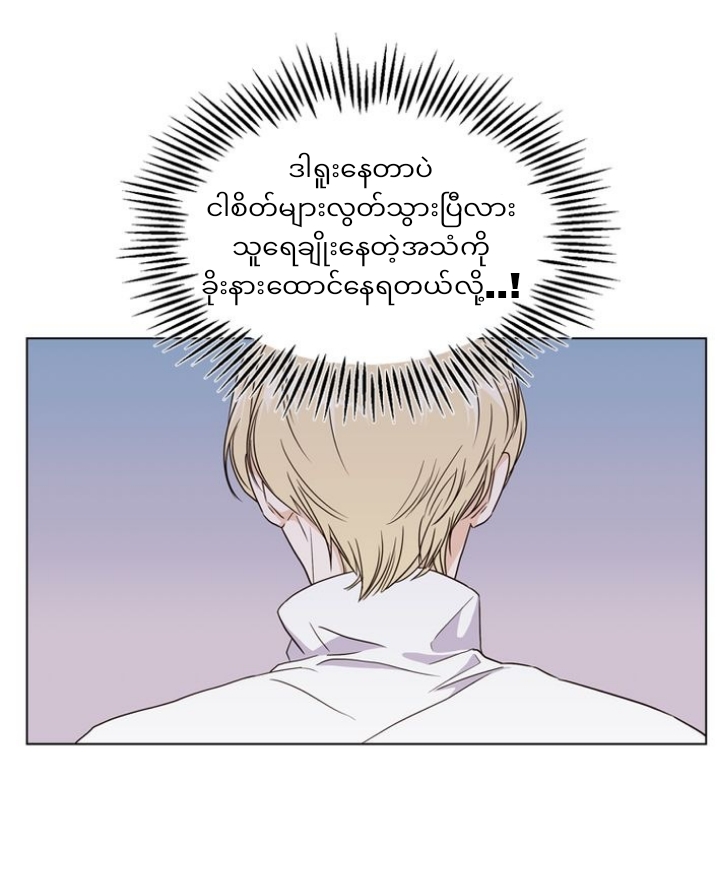 ဒါရူးနေတာပဲ
ငါစိတ်များလွတ်သွားပြီလား
သူရေချိုးနေတဲ့အသံကို
ခိုးနားထောင်နေရတယ်လို့..!